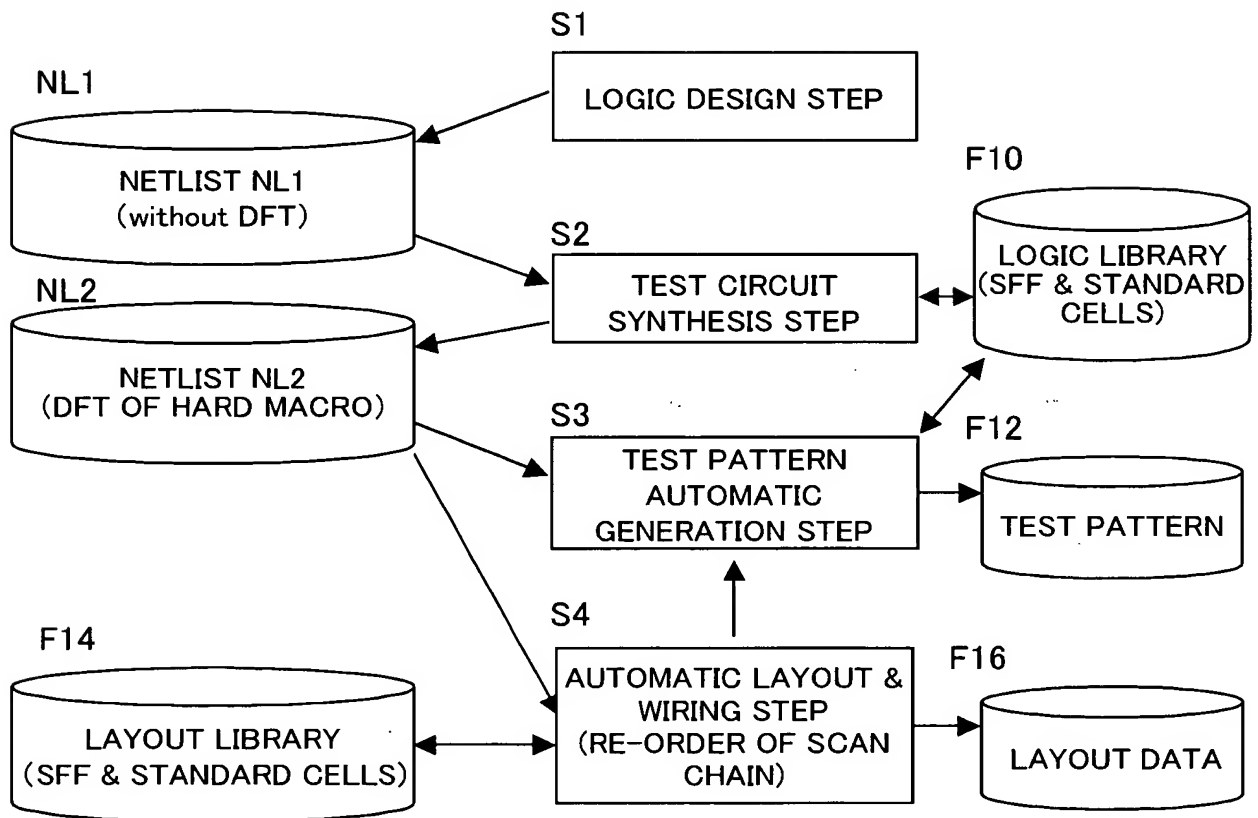 S1
LOGIC DESIGN STEP
NL1
NETLIST NL1
(without DFT)
F10
LOGIC LIBRARY
(SFF & STANDARD
CELLS)
S2
TEST CIRCUIT
SYNTHESIS STEP
NL2
NETLIST NL2
(DFT OF HARD MACRO)
S3
TEST PATTERN
AUTOMATIC
GENERATION STEP
F12
TEST PATTERN
S4
AUTOMATIC LAYOUT &
WIRING STEP
(RE-ORDER OF SCAN
CHAIN)
F14
LAYOUT LIBRARY
(SFF & STANDARD CELLS)
F16
LAYOUT DATA